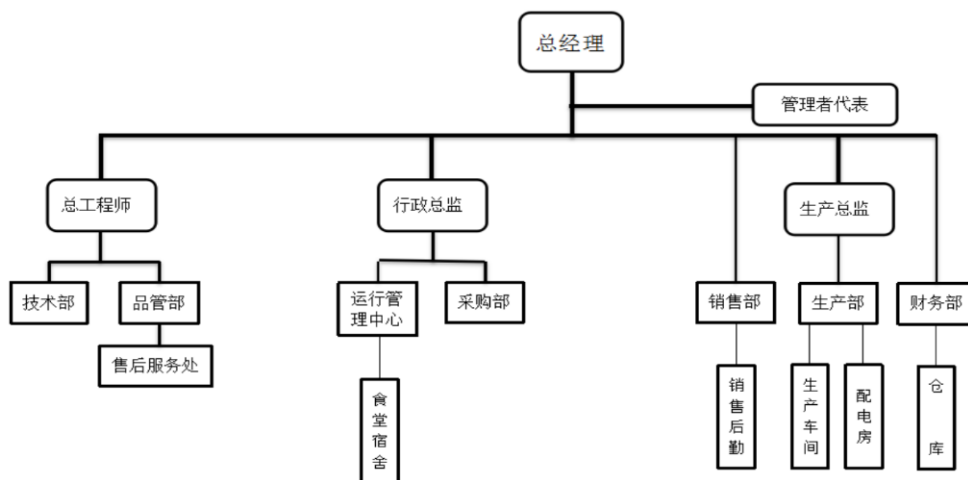 总经理
管理者代表
总工程师
行政总监
生产总监
技术部
品管部
运行管
理中心
采购部
销售部
生产部
财务部
售后服务处
食堂宿舍
销售后勤
生产车间
配电房
仓库